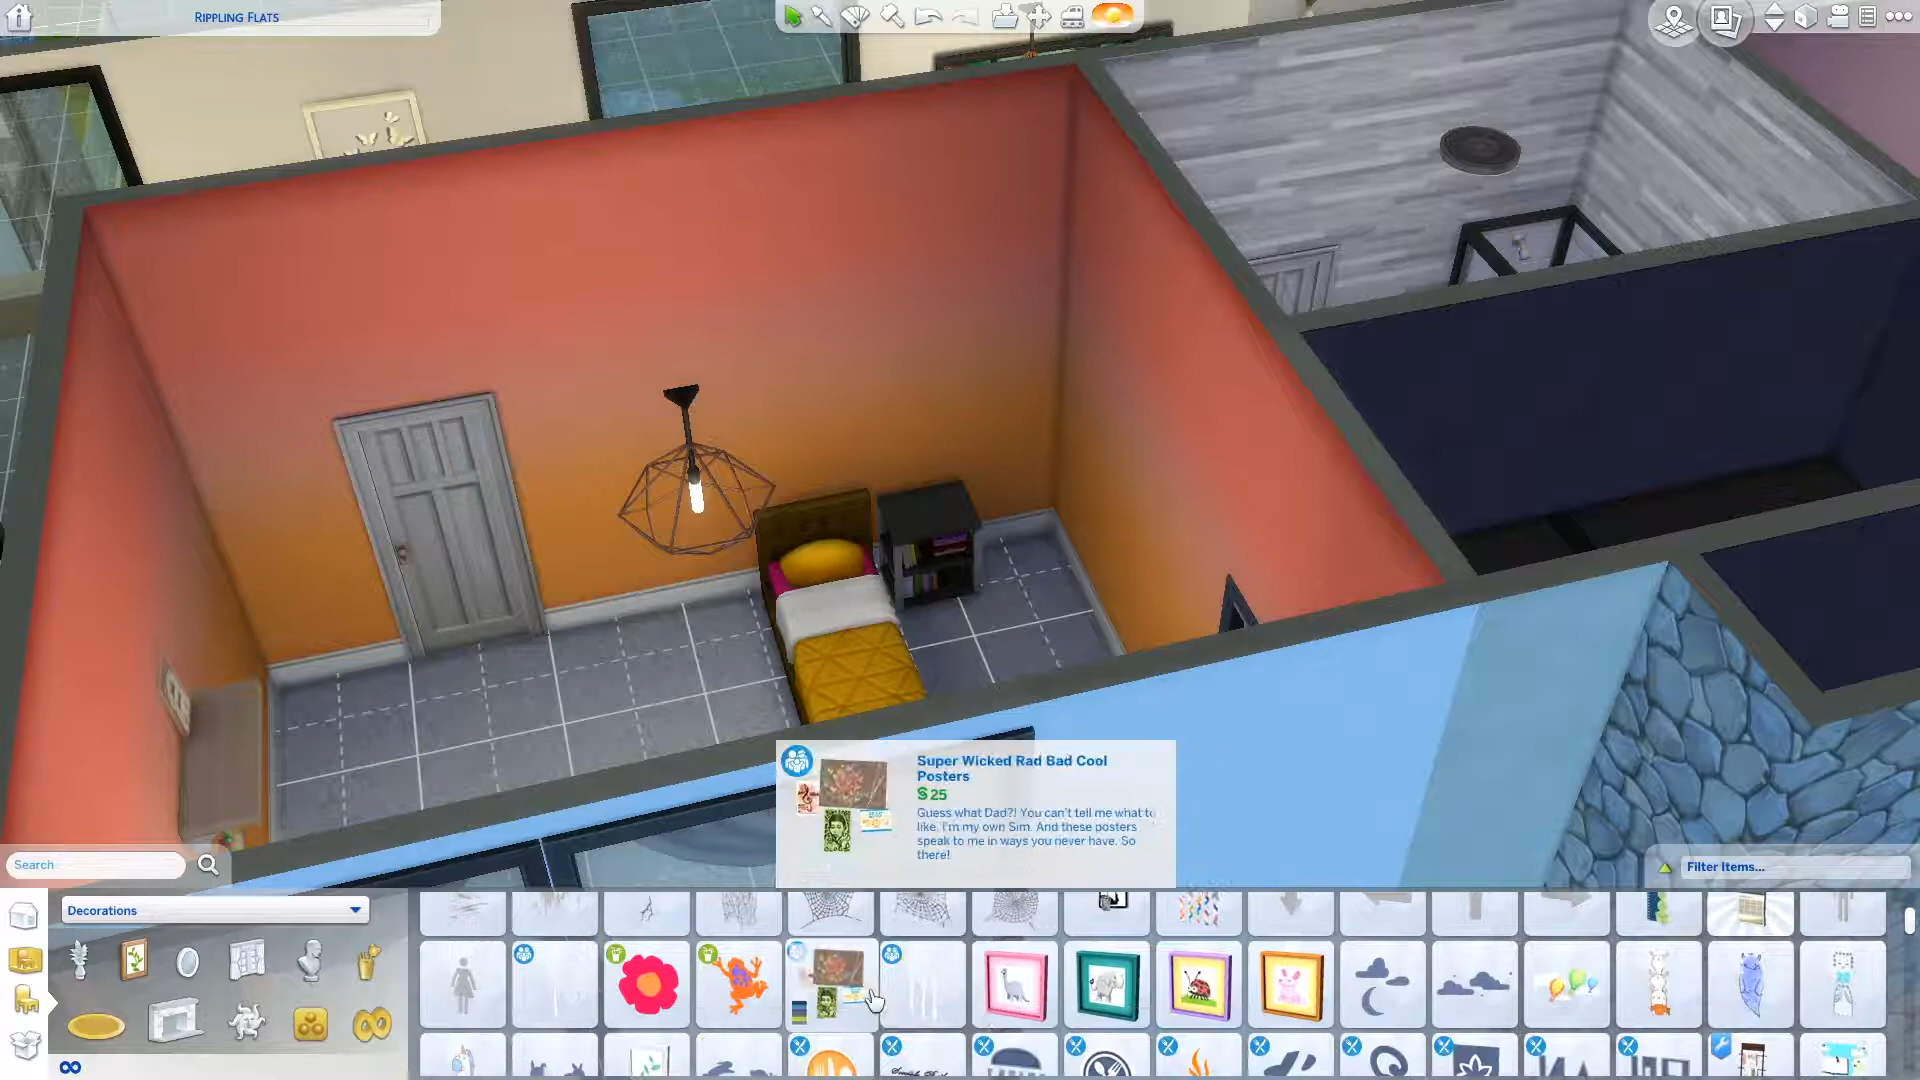 RIPPLING FLATS
Super Wicked Rad Bad Cool
Posters
§25
Guess what Dad?! You can't tell me what to
like. I'm my own Sim. And these posters
speak to me in ways you never have. So
there!
Search
Filter Items...
Decorations